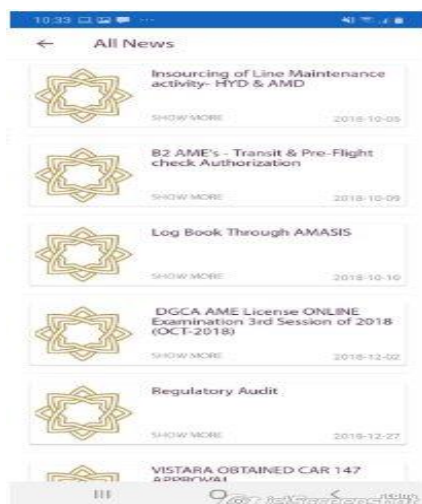 10:33
All News
Insourcing of Line Maintenance
activity- HYD & AMD
SHOW MORE 2018-10-05
B2 AME's - Transit & Pre-Flight
check Authorization
SHOW MORE 2018-10-09
Log Book Through AMASIS
SHOW MORE 2018-10-10
DGCA AME License ONLINE
Examination 3rd Session of 2018
(OCT-2018)
SHOW MORE 2018-12-02
Regulatory Audit
SHOW MORE 2018-12-27
VISTARA OBTAINED CAR 147
APPROVAL